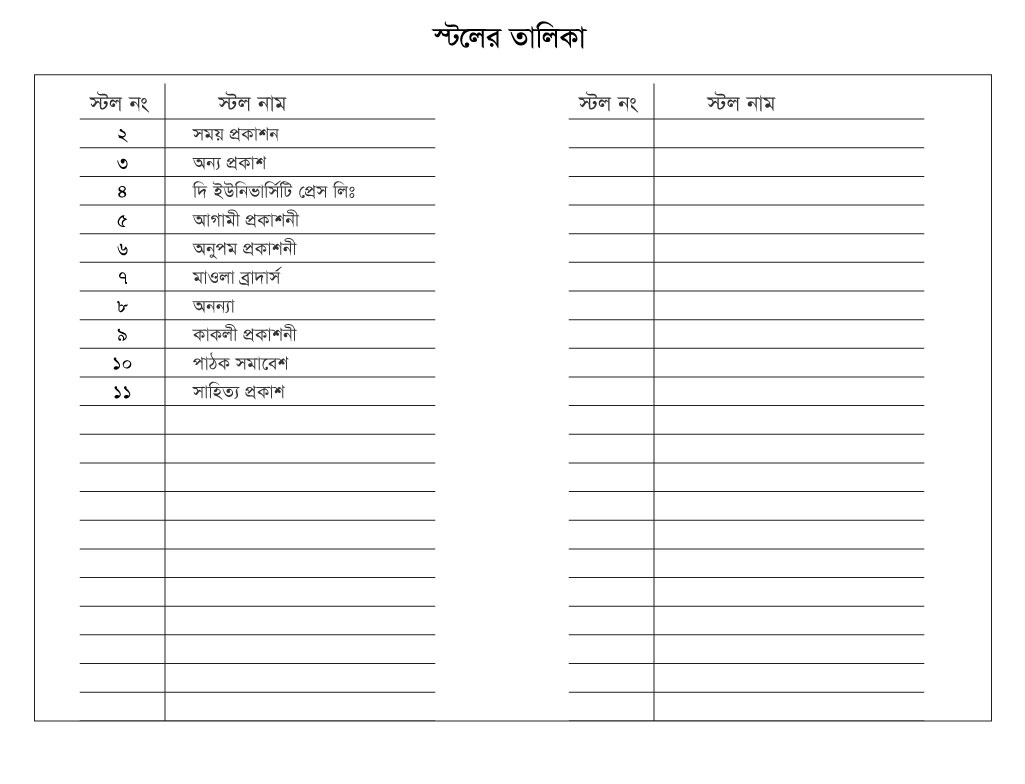 স্টলের তালিকা
স্টল নং স্টল নাম স্টল নং স্টল নাম
২ সময় প্রকাশন
৩ অন্য প্রকাশ
৪ দি ইউনিভার্সিটি প্রেস লিঃ
৫ আগামী প্রকাশনী
৬ অনুপম প্রকাশনী
৭ মাওলা ব্রাদার্স
৮ অনন্যা
৯ কাকলী প্রকাশনী
১০ পাঠক সমাবেশ
১১ সাহিত্য প্রকাশ